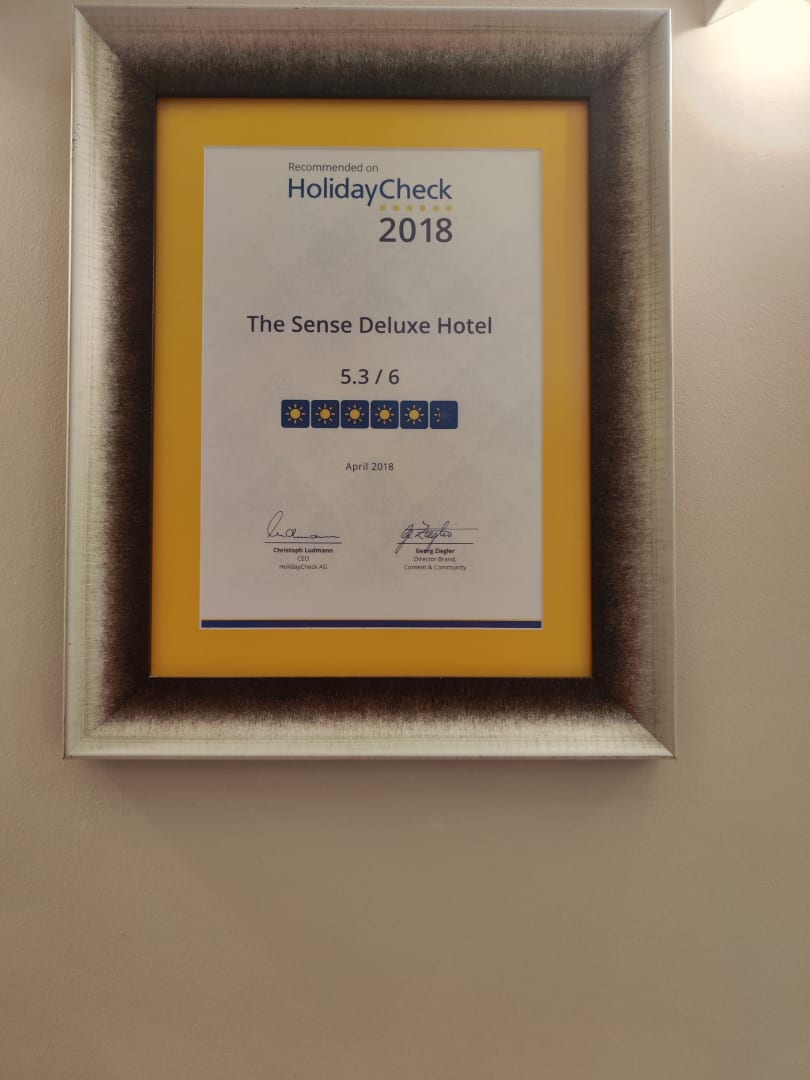 Recommended on
HolidayCheck
2018
The Sense Deluxe Hotel
5.3 / 6
April 2018
Christoph Ludmann
CEO
HolidayCheck AG
Georg Ziegler
Director Brand,
Content & Community